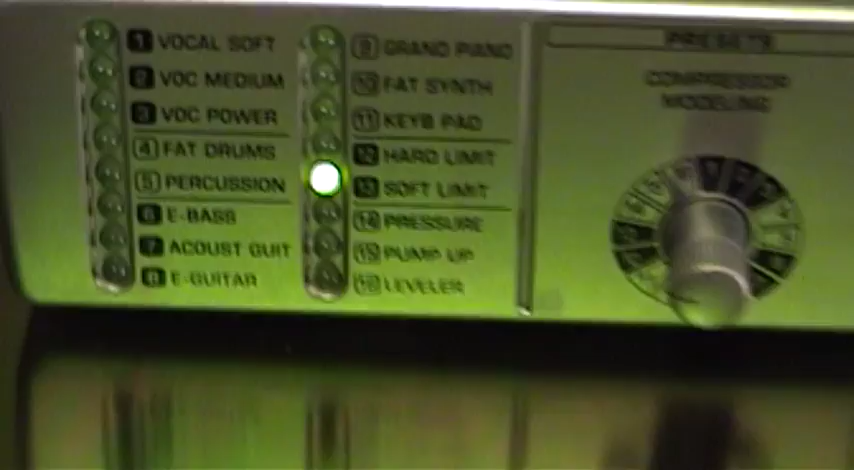 1 VOCAL SOFT
2 VOC MEDIUM
3 VOC POWER
4 FAT DRUMS
5 PERCUSSION
6 E-BASS
7 ACOUST GUIT
8 E-GUITAR
9 GRAND PIANO
10 FAT SYNTH
11 KEYB PAD
12 HARD LIMIT
13 SOFT LIMIT
14 PRESSURE
15 PUMP UP
16 LEVELER
PRESETS
COMPRESSOR
MODELING